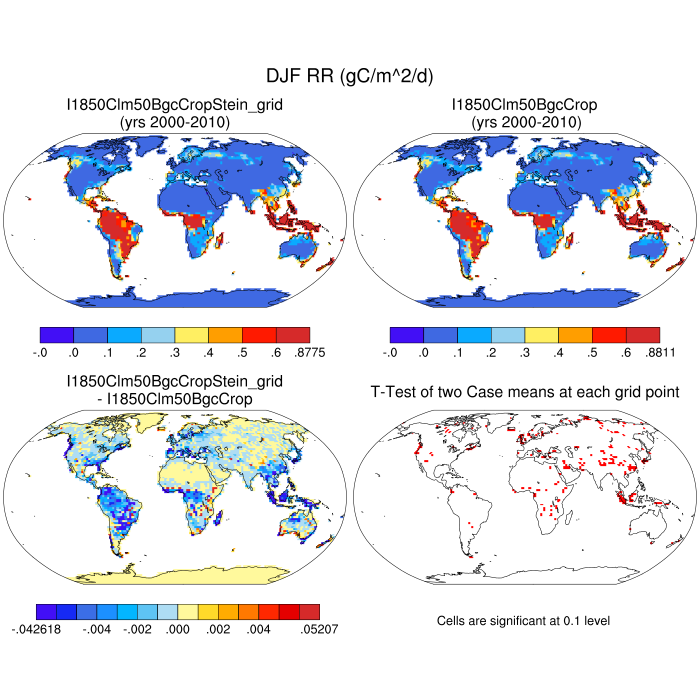 DJF RR (gC/m^2/d)
I1850Clm50BgcCropStein_grid
(yrs 2000-2010)
I1850Clm50BgcCrop
(yrs 2000-2010)
-.0 .0 .1 .2 .3 .4 .5 .6 .8775
-.0 .0 .1 .2 .3 .4 .5 .6 .8811
I1850Clm50BgcCropStein_grid
- I1850Clm50BgcCrop
T-Test of two Case means at each grid point
-.042618 -.004 -.002 .000 .002 .004 .05207
Cells are significant at 0.1 level